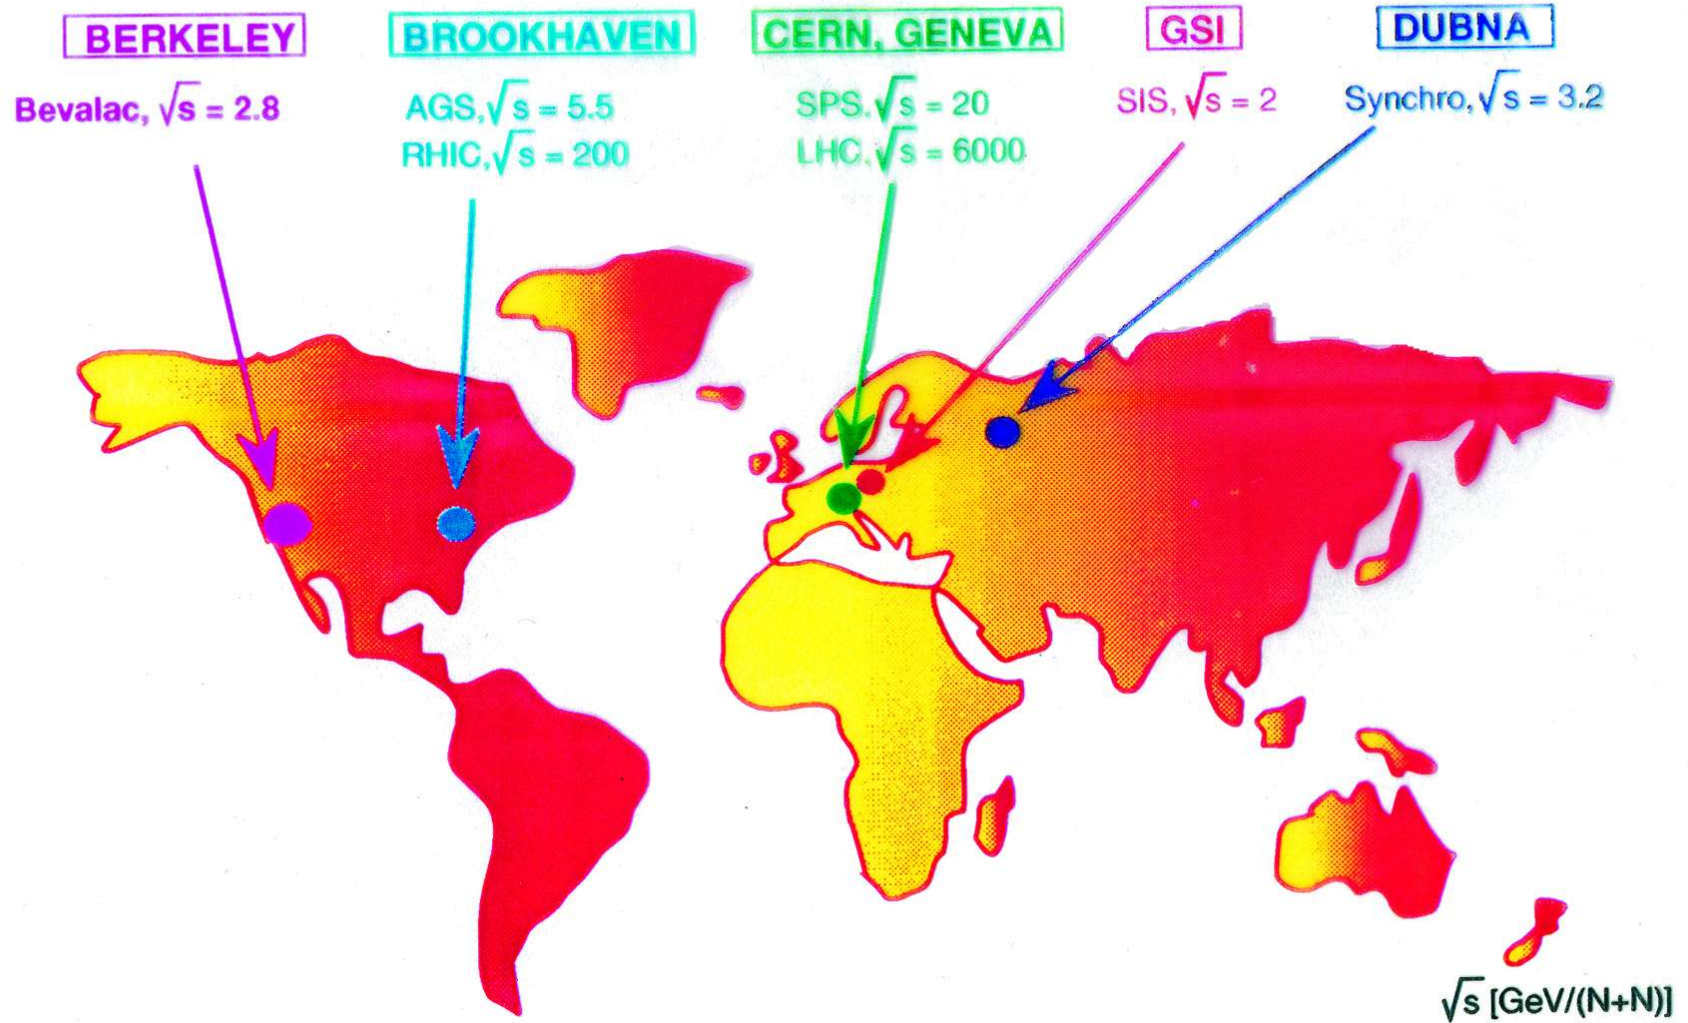 BERKELEY
Bevalac, √s = 2.8
BROOKHAVEN
AGS,√s = 5.5
RHIC,√s = 200
CERN, GENEVA
SPS.√s = 20
LHC.√s = 6000
GSI
SIS, √s = 2
DUBNA
Synchro,√s = 3.2
√s [GeV/(N+N)]